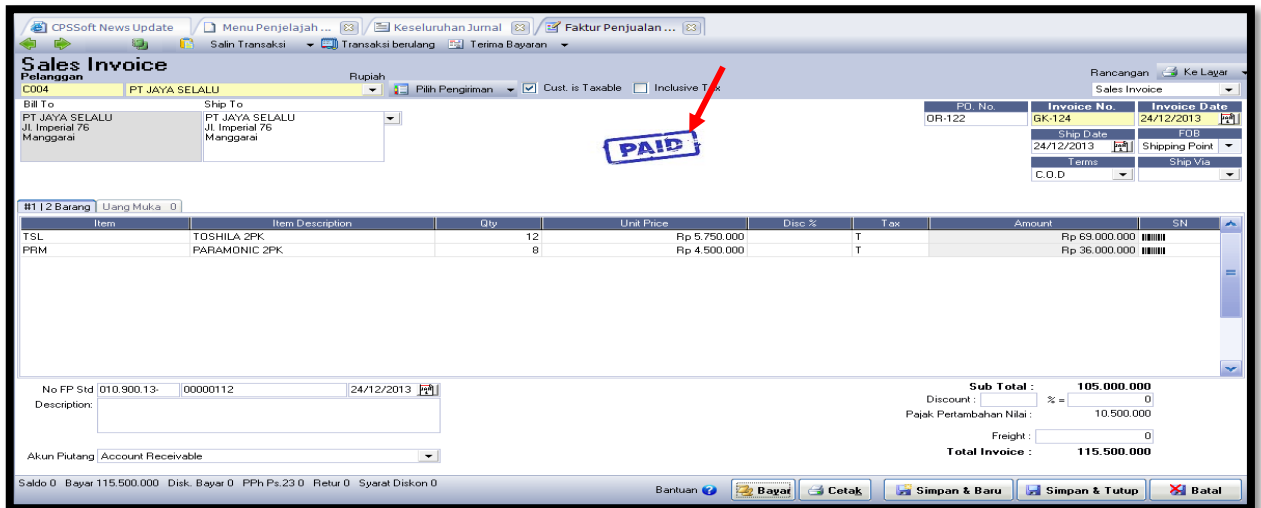 CPSSoft News Update Menu Penjelajah ... Keseluruhan Jurnal Faktur Penjualan ...
Salin Transaksi Transaksi berulang Terima Bayaran
Sales Invoice
Pelanggan Rupiah Rancangan Ke Layar
C004 PT JAYA SELALU Pilih Pengiriman Cust. is Taxable Inclusive Tax Sales Invoice
Bill To Ship To PO. No. Invoice No. Invoice Date
PT JAYA SELALU PT JAYA SELALU OR-122 GK-124 24/12/2013
Jl. Imperial 76 Jl. Imperial 76 Ship Date FOB
Manggarai Manggarai 24/12/2013 Shipping Point
PAID
Terms Ship Via
C.O.D
#1 | 2 Barang Uang Muka 0
Item Item Description Qty Unit Price Disc % Tax Amount SN
TSL TOSHILA 2PK 12 Rp 5.750.000 T Rp 69.000.000
PRM PARAMONIC 2PK 8 Rp 4.500.000 T Rp 36.000.000
No FP Std 010.900.13- 00000112 24/12/2013 Sub Total : 105.000.000
Description: Discount : % = 0
Pajak Pertambahan Nilai : 10.500.000
Freight : 0
Akun Piutang Account Receivable Total Invoice : 115.500.000
Saldo 0 Bayar 115.500.000 Disk. Bayar 0 PPh Ps.23 0 Retur 0 Syarat Diskon 0
Bantuan Bayar Cetak Simpan & Baru Simpan & Tutup Batal